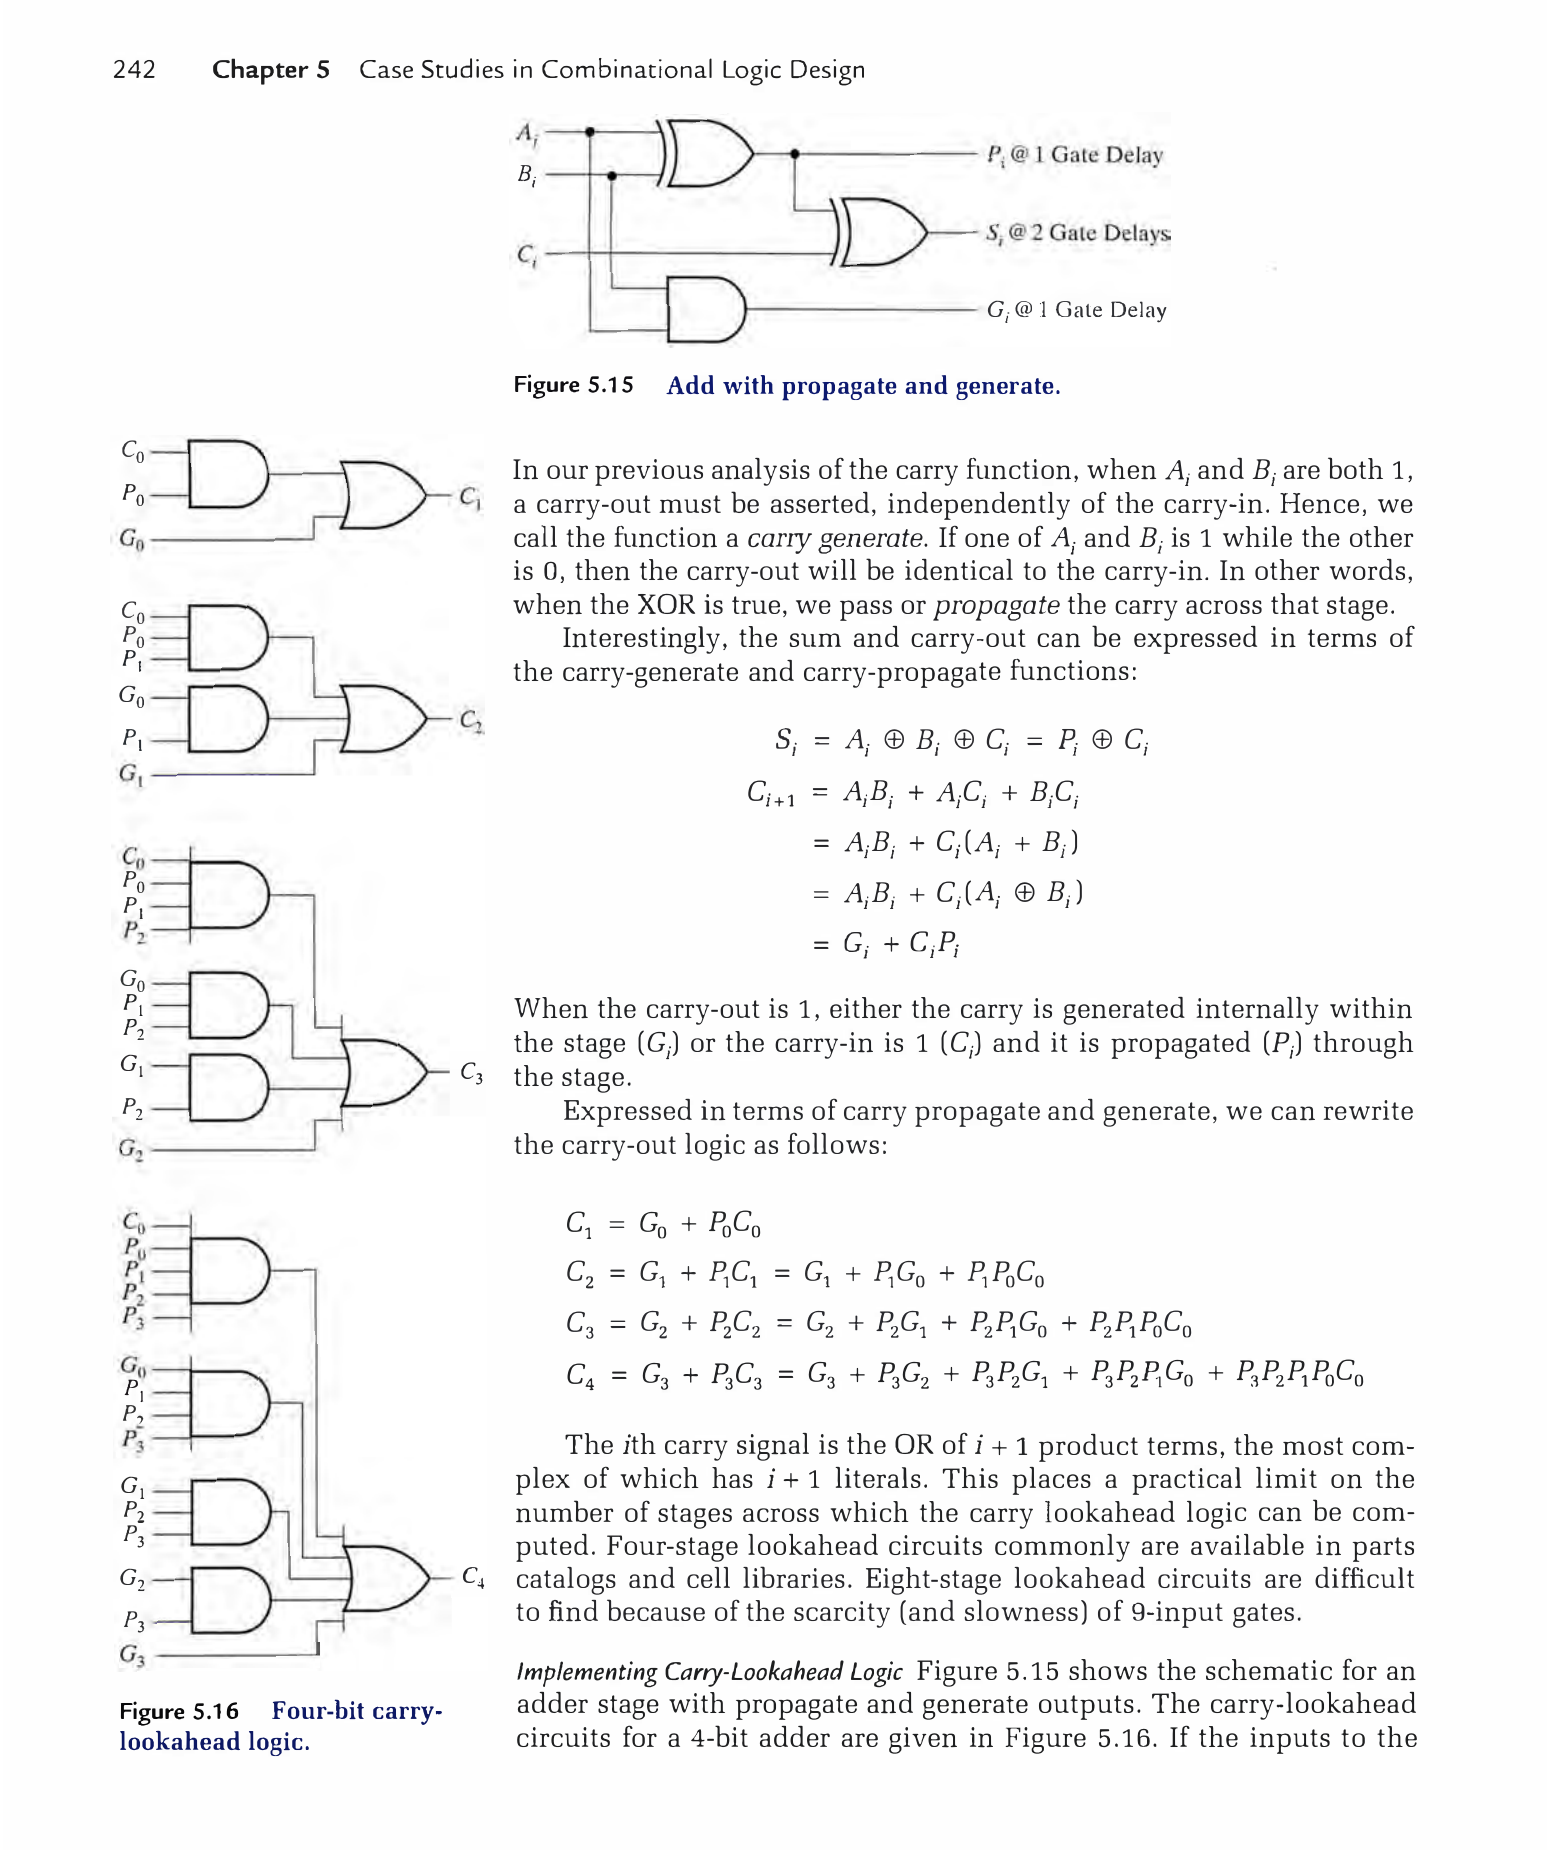 242 Chapter 5 Case Studies in Combinational Logic Design
A_i
B_i
C_i
P_i @ 1 Gate Delay
S_i @ 2 Gate Delays
G_i @ 1 Gate Delay
Figure 5.15 Add with propagate and generate.
C_0
P_0
G_0
C_1
C_0
P_0
P_1
G_0
P_1
G_1
C_2
C_0
P_0
P_1
P_2
G_0
P_1
P_2
G_1
P_2
G_2
C_3
C_0
P_0
P_1
P_2
P_3
G_0
P_1
P_2
P_3
G_1
P_2
P_3
G_2
P_3
G_3
C_4
Figure 5.16 Four-bit carry-
lookahead logic.
In our previous analysis of the carry function, when A_i and B_i are both 1,
a carry-out must be asserted, independently of the carry-in. Hence, we
call the function a carry generate. If one of A_i and B_i is 1 while the other
is 0, then the carry-out will be identical to the carry-in. In other words,
when the XOR is true, we pass or propagate the carry across that stage.
Interestingly, the sum and carry-out can be expressed in terms of
the carry-generate and carry-propagate functions:
S_i = A_i ⊕ B_i ⊕ C_i = P_i ⊕ C_i
C_{i+1} = A_iB_i + A_iC_i + B_iC_i
= A_iB_i + C_i(A_i + B_i)
= A_iB_i + C_i(A_i ⊕ B_i)
= G_i + C_iP_i
When the carry-out is 1, either the carry is generated internally within
the stage (G_i) or the carry-in is 1 (C_i) and it is propagated (P_i) through
the stage.
Expressed in terms of carry propagate and generate, we can rewrite
the carry-out logic as follows:
C_1 = G_0 + P_0C_0
C_2 = G_1 + P_1C_1 = G_1 + P_1G_0 + P_1P_0C_0
C_3 = G_2 + P_2C_2 = G_2 + P_2G_1 + P_2P_1G_0 + P_2P_1P_0C_0
C_4 = G_3 + P_3C_3 = G_3 + P_3G_2 + P_3P_2G_1 + P_3P_2P_1G_0 + P_3P_2P_1P_0C_0
The ith carry signal is the OR of i + 1 product terms, the most com-
plex of which has i + 1 literals. This places a practical limit on the
number of stages across which the carry lookahead logic can be com-
puted. Four-stage lookahead circuits commonly are available in parts
catalogs and cell libraries. Eight-stage lookahead circuits are difficult
to find because of the scarcity (and slowness) of 9-input gates.
Implementing Carry-Lookahead Logic Figure 5.15 shows the schematic for an
adder stage with propagate and generate outputs. The carry-lookahead
circuits for a 4-bit adder are given in Figure 5.16. If the inputs to the